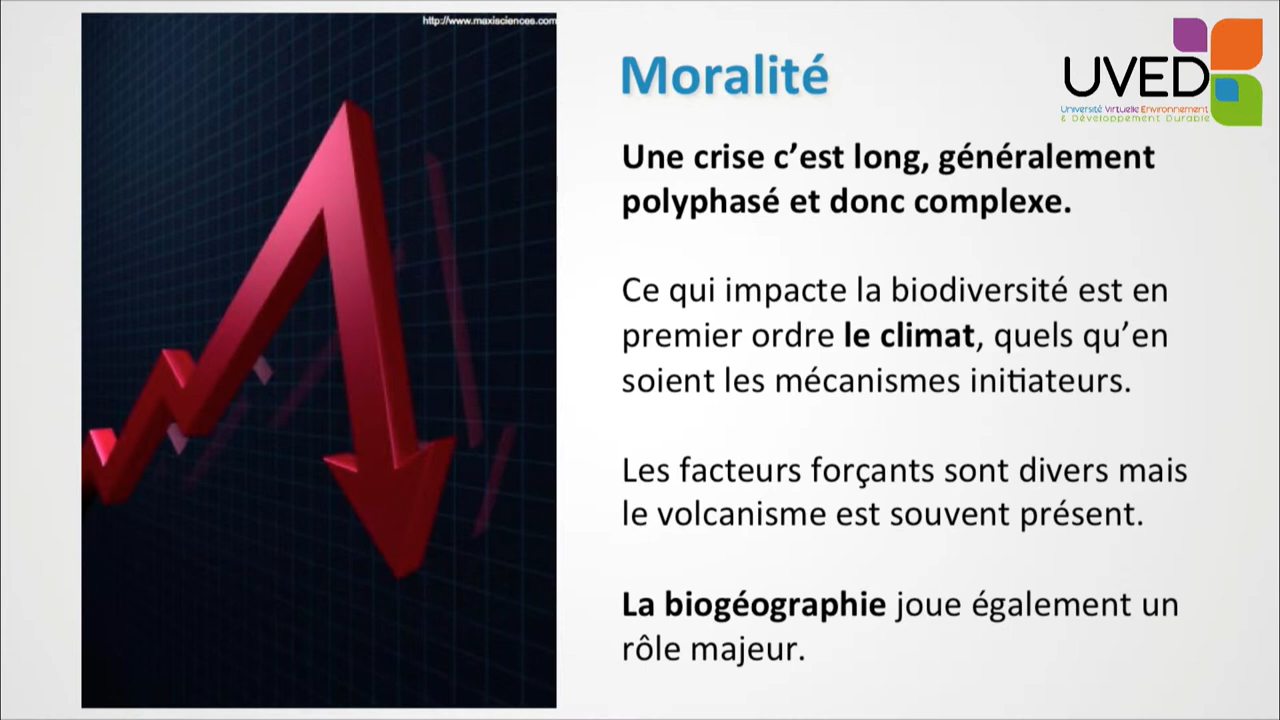 http://www.maxisciences.com
Moralité
UVED
Université Virtuelle Environnement
& Développement Durable
Une crise c’est long, généralement
polyphasé et donc complexe.
Ce qui impacte la biodiversité est en
premier ordre le climat, quels qu’en
soient les mécanismes initiateurs.
Les facteurs forçants sont divers mais
le volcanisme est souvent présent.
La biogéographie joue également un
rôle majeur.